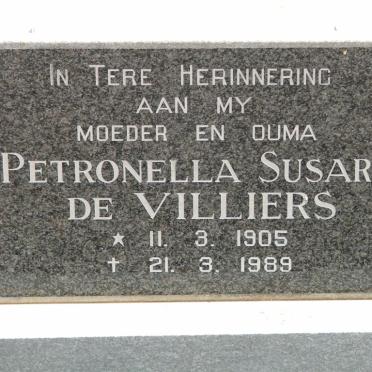 In Tere Herinnering
aan my
moeder en ouma
Petronella Susar
de Villiers
★ 11. 3. 1905
✝ 21. 3. 1989